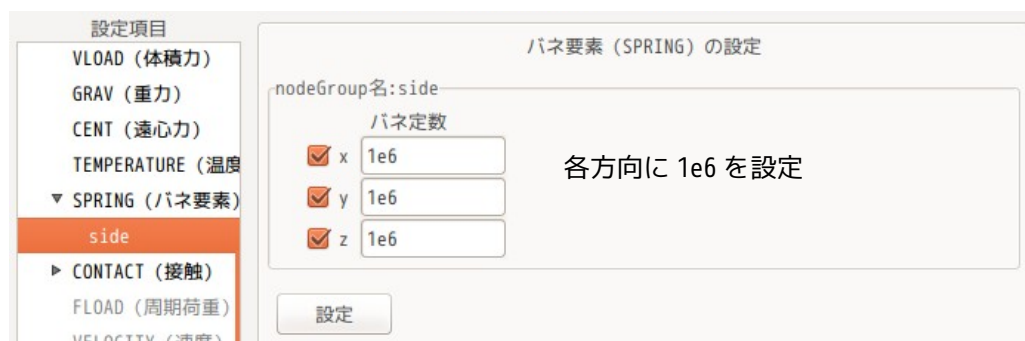 設定項目
VLOAD (体積力)
GRAV (重力)
CENT (遠心力)
TEMPERATURE (温度
▼ SPRING (バネ要素)
side
▶ CONTACT (接触)
FLOAD (周期荷重)
VELOCITY (速度)
バネ要素 (SPRING) の設定
nodeGroup名:side
バネ定数
x 1e6
y 1e6
z 1e6
各方向に 1e6 を設定
設定